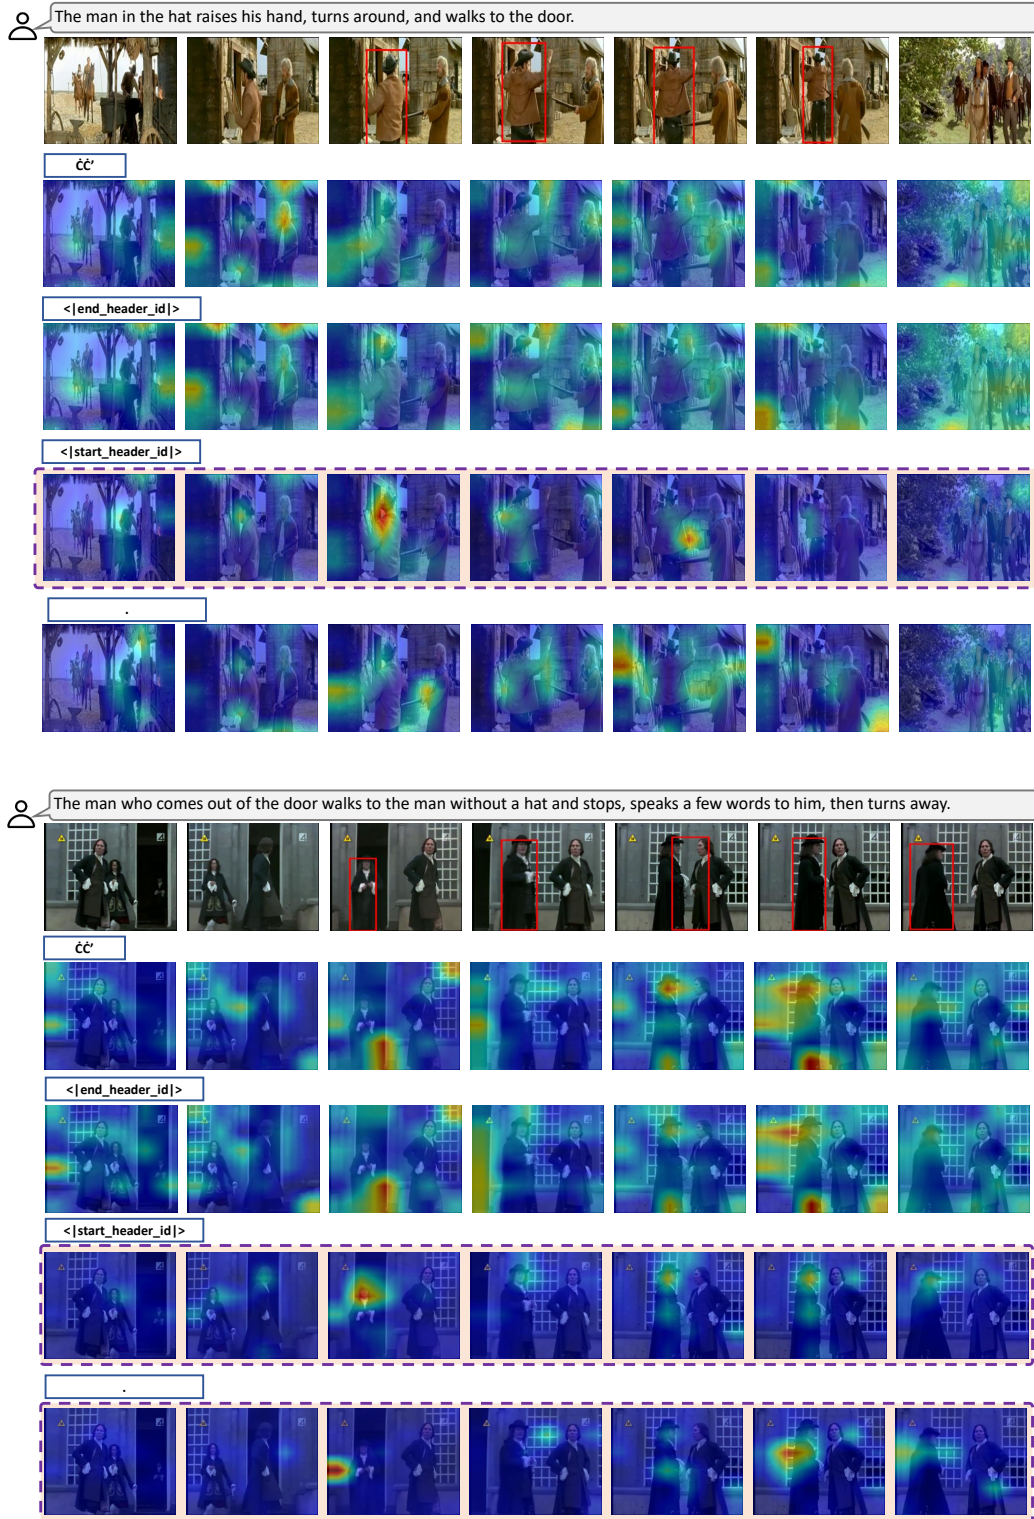 The man in the hat raises his hand, turns around, and walks to the door.
ĊĊ'
<|end_header_id|>
<|start_header_id|>
.
The man who comes out of the door walks to the man without a hat and stops, speaks a few words to him, then turns away.
ĊĊ'
<|end_header_id|>
<|start_header_id|>
.